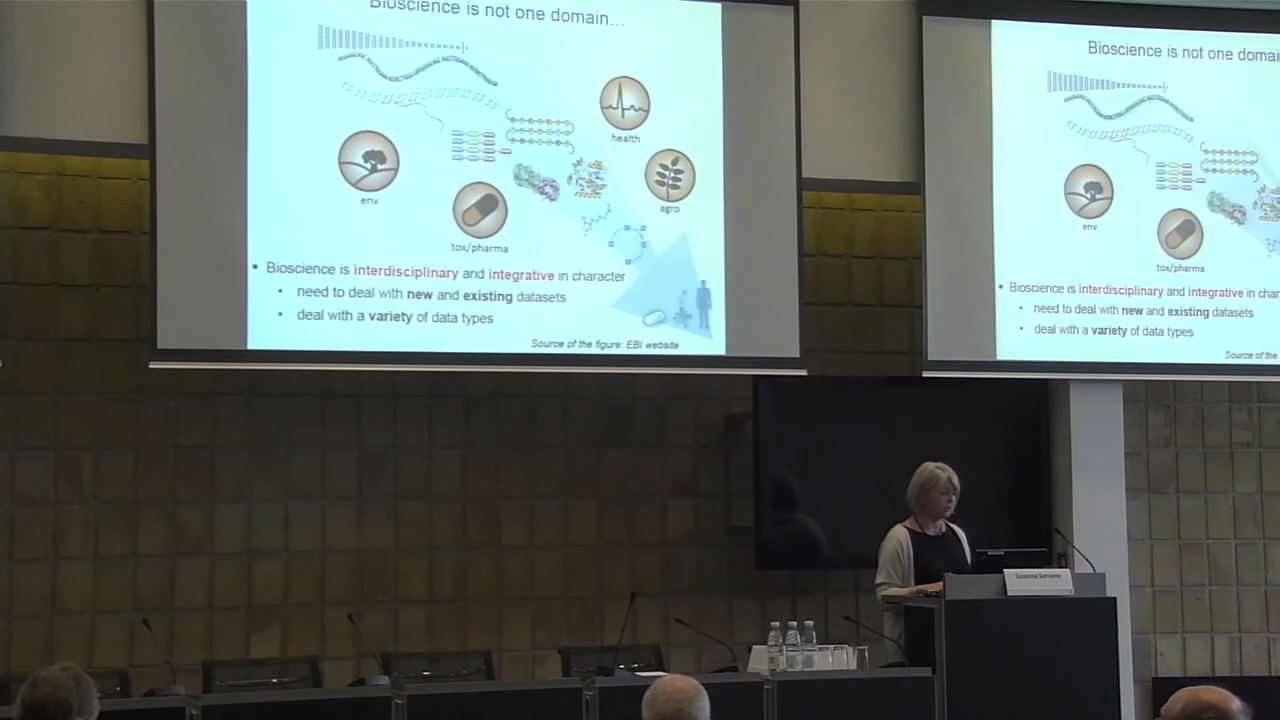 Bioscience is not one domain...
health
env
agro
tox/pharma
▪ Bioscience is interdisciplinary and integrative in character
• need to deal with new and existing datasets
• deal with a variety of data types
Source of the figure: EBI website
Bioscience is not one domai
env
tox/pharma
▪ Bioscience is interdisciplinary and integrative in char
• need to deal with new and existing datasets
• deal with a variety of data types
Source of the
Susanna Sansone